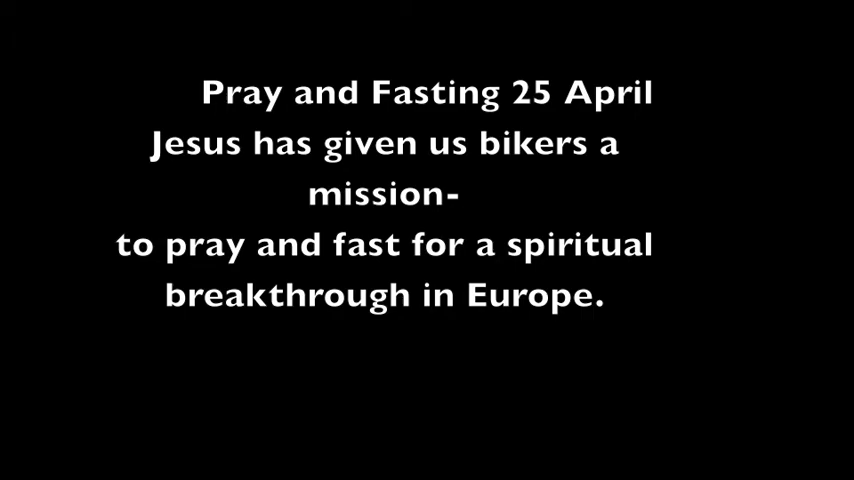 Pray and Fasting 25 April
Jesus has given us bikers a
mission-
to pray and fast for a spiritual
breakthrough in Europe.